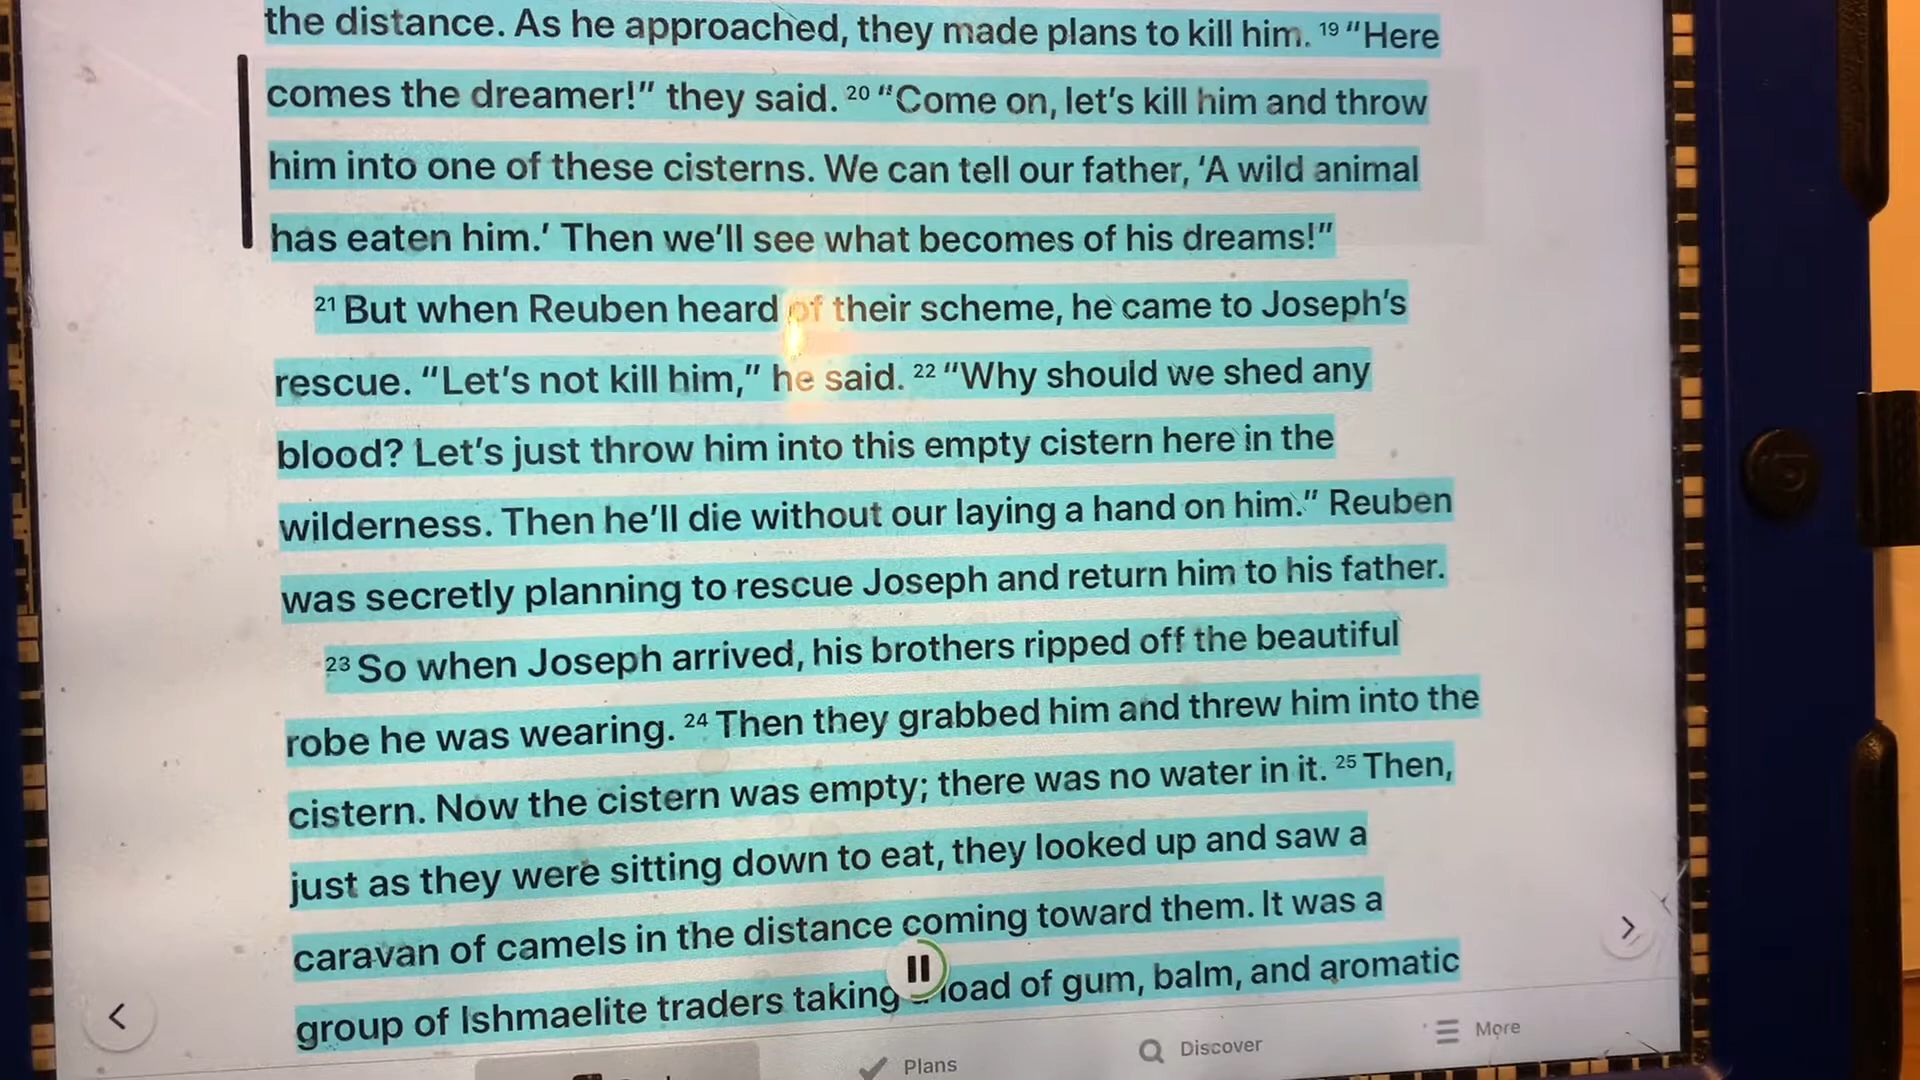 the distance. As he approached, they made plans to kill him. 19 “Here
comes the dreamer!” they said. 20 “Come on, let’s kill him and throw
him into one of these cisterns. We can tell our father, ‘A wild animal
has eaten him.’ Then we’ll see what becomes of his dreams!”
21 But when Reuben heard of their scheme, he came to Joseph’s
rescue. “Let’s not kill him,” he said. 22 “Why should we shed any
blood? Let’s just throw him into this empty cistern here in the
wilderness. Then he’ll die without our laying a hand on him.” Reuben
was secretly planning to rescue Joseph and return him to his father.
23 So when Joseph arrived, his brothers ripped off the beautiful
robe he was wearing. 24 Then they grabbed him and threw him into the
cistern. Now the cistern was empty; there was no water in it. 25 Then,
just as they were sitting down to eat, they looked up and saw a
caravan of camels in the distance coming toward them. It was a
group of Ishmaelite traders taking load of gum, balm, and aromatic
Plans
Discover
More